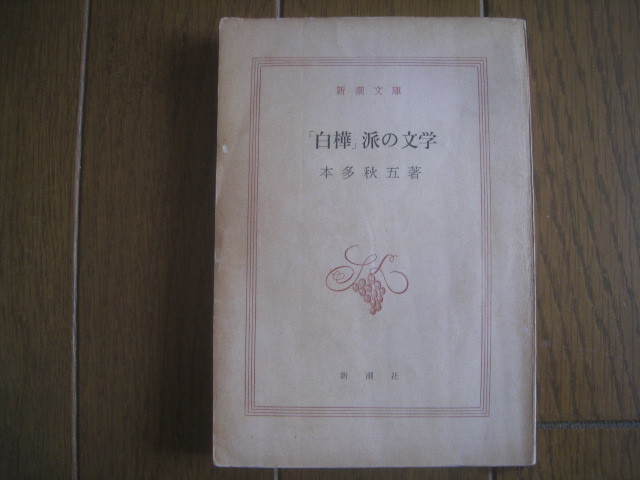 新潮文庫
「白樺」派の文学
本多秋五著
新潮社